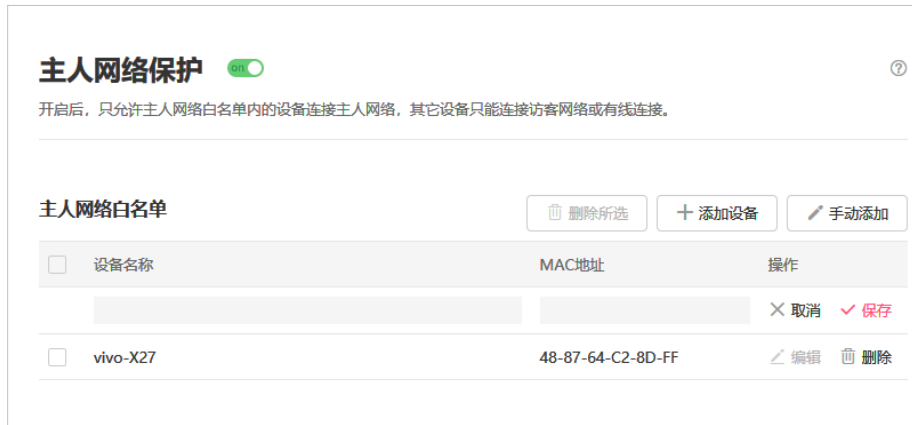 主人网络保护 on
开启后，只允许主人网络白名单内的设备连接主人网络，其它设备只能连接访客网络或有线连接。
主人网络白名单 删除所选 添加设备 手动添加
设备名称 MAC地址 操作
取消 保存
vivo-X27 48-87-64-C2-8D-FF 编辑 删除